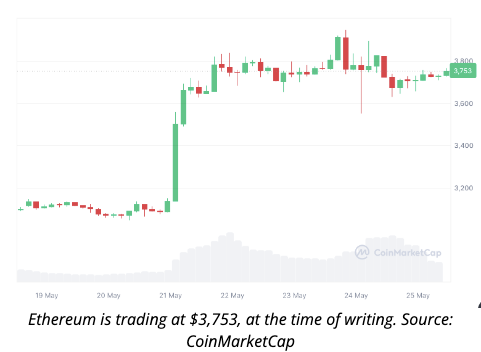 3,800
3,753
3,600
3,400
3,200
CoinMarketCap
19 May 20 May 21 May 22 May 23 May 24 May 25 May
Ethereum is trading at $3,753, at the time of writing. Source:
CoinMarketCap